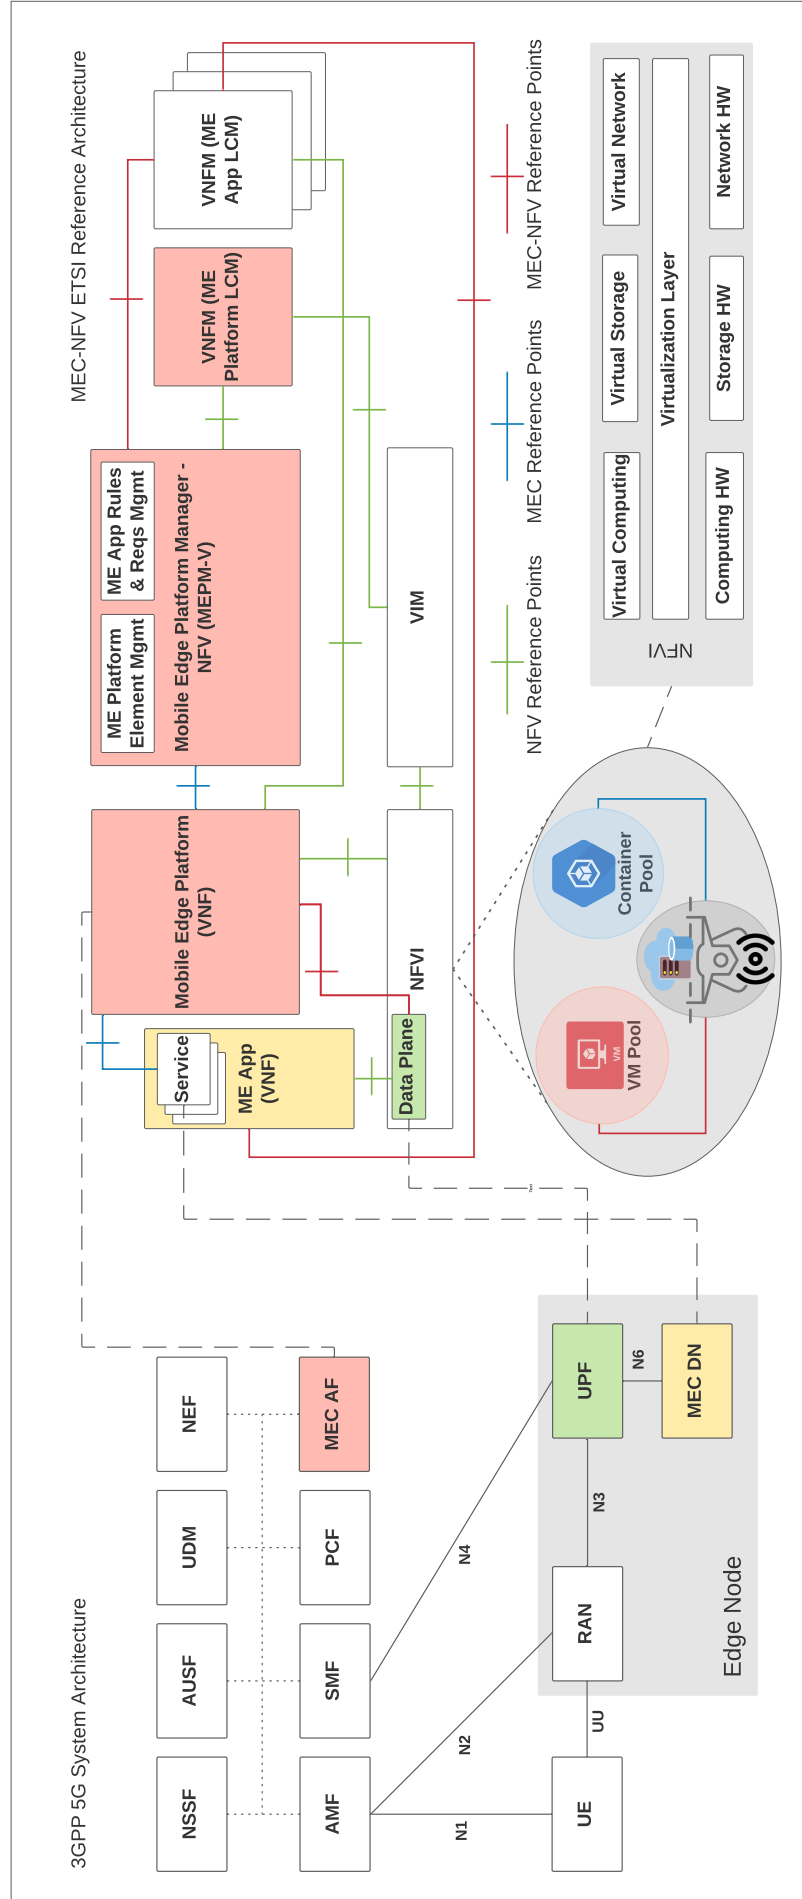 3GPP 5G System Architecture
NSSF
AUSF
UDM
NEF
AMF
SMF
PCF
MEC AF
N1
N2
N4
UE
UU
RAN
N3
UPF
N6
MEC DN
Edge Node
MEC-NFV ETSI Reference Architecture
Service
ME App
(VNF)
Mobile Edge Platform
(VNF)
ME Platform
Element Mgmt
ME App Rules
& Reqs Mgmt
Mobile Edge Platform Manager -
NFV (MEPM-V)
VNFM (ME
Platform LCM)
VNFM (ME
App LCM)
Data Plane
NFVI
VIM
NFV Reference Points
MEC Reference Points
MEC-NFV Reference Points
VM
VM Pool
Container
Pool
NFVI
Virtual Computing
Virtual Storage
Virtual Network
Virtualization Layer
Computing HW
Storage HW
Network HW